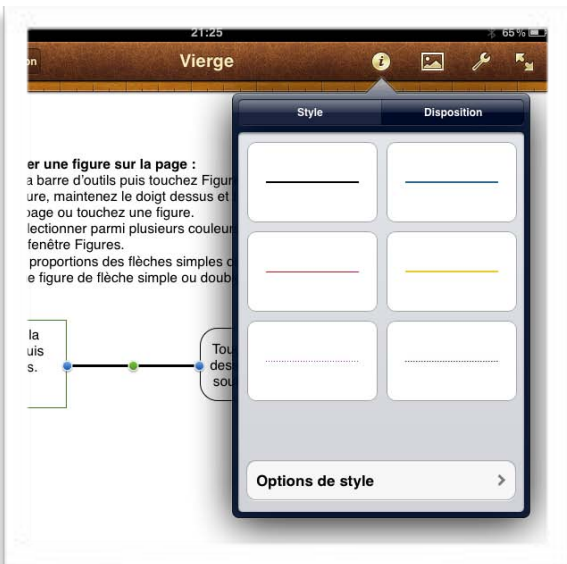 21:25
65 %
on
Vierge
Style
Disposition
er une figure sur la page :
a barre d'outils puis touchez Figur
ure, maintenez le doigt dessus et
page ou touchez une figure.
lectionner parmi plusieurs couleur
fenêtre Figures.
proportions des flèches simples
e figure de flèche simple ou doub
la
uis
s.
Tou
des
sou
Options de style